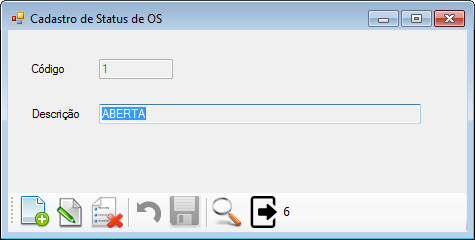 Cadastro de Status de OS
Código 1
Descrição ABERTA
6